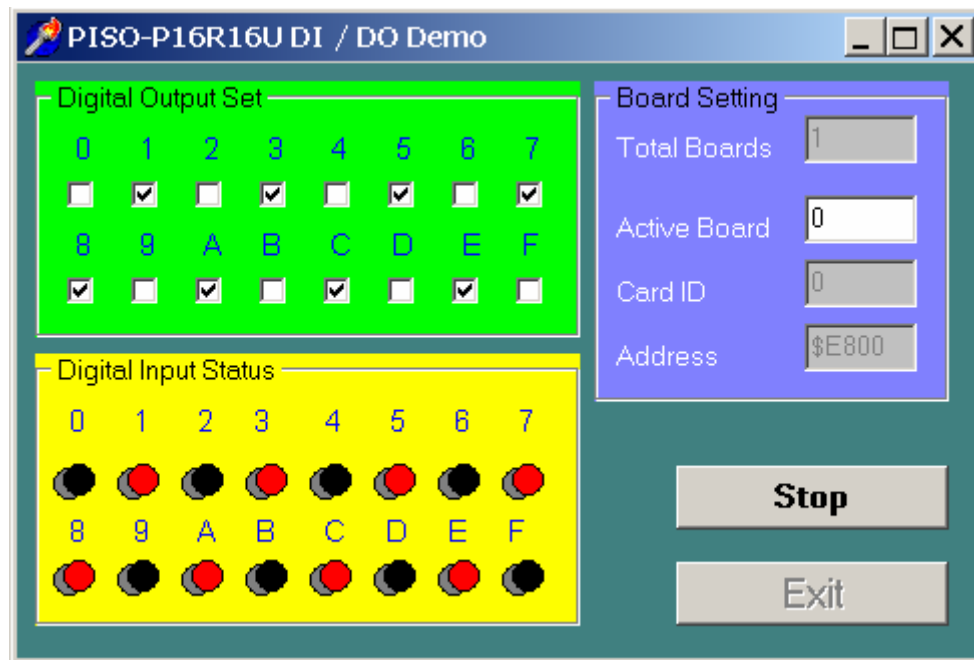 PISO-P16R16U DI / DO Demo
Digital Output Set
0 1 2 3 4 5 6 7
8 9 A B C D E F
Digital Input Status
0 1 2 3 4 5 6 7
8 9 A B C D E F
Board Setting
Total Boards 1
Active Board 0
Card ID 0
Address $E800
Stop
Exit